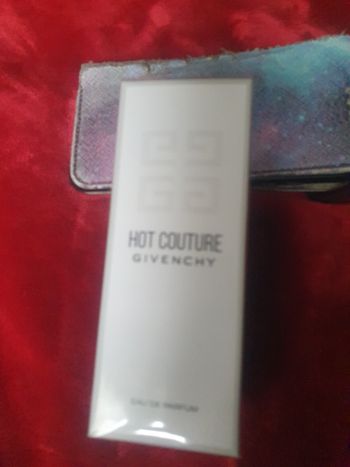 HOT COUTURE
GIVENCHY
EAU DE PARFUM